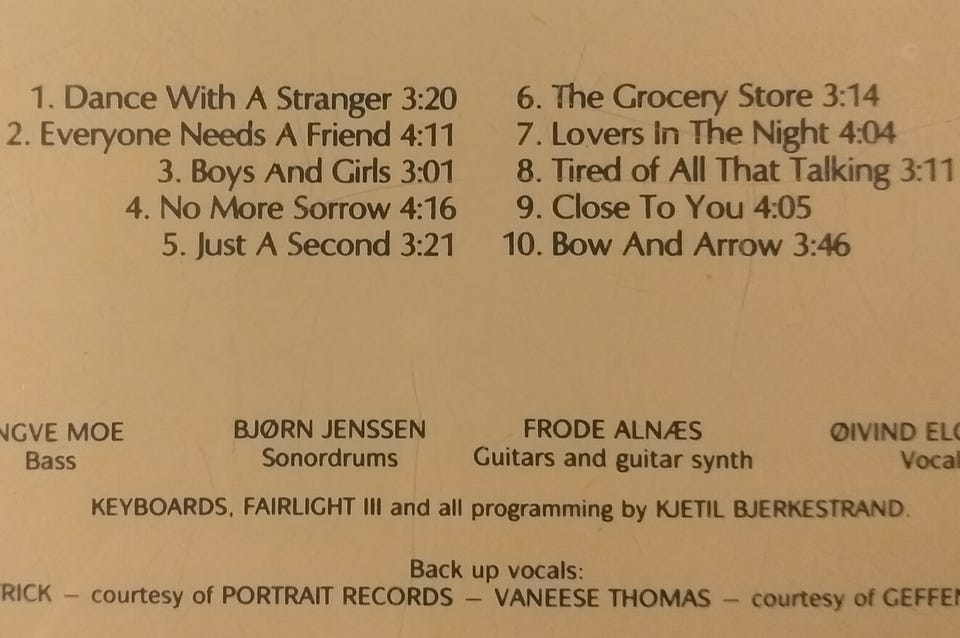 1. Dance With A Stranger 3:20
2. Everyone Needs A Friend 4:11
3. Boys And Girls 3:01
4. No More Sorrow 4:16
5. Just A Second 3:21
6. The Grocery Store 3:14
7. Lovers In The Night 4:04
8. Tired of All That Talking 3:11
9. Close To You 4:05
10. Bow And Arrow 3:46
NGVE MOE
Bass
BJØRN JENSSEN
Sonordrums
FRODE ALNÆS
Guitars and guitar synth
ØIVIND ELG
Vocal
KEYBOARDS, FAIRLIGHT III and all programming by KJETIL BJERKESTRAND.
Back up vocals:
RICK — courtesy of PORTRAIT RECORDS — VANEESE THOMAS — courtesy of GEFFEN